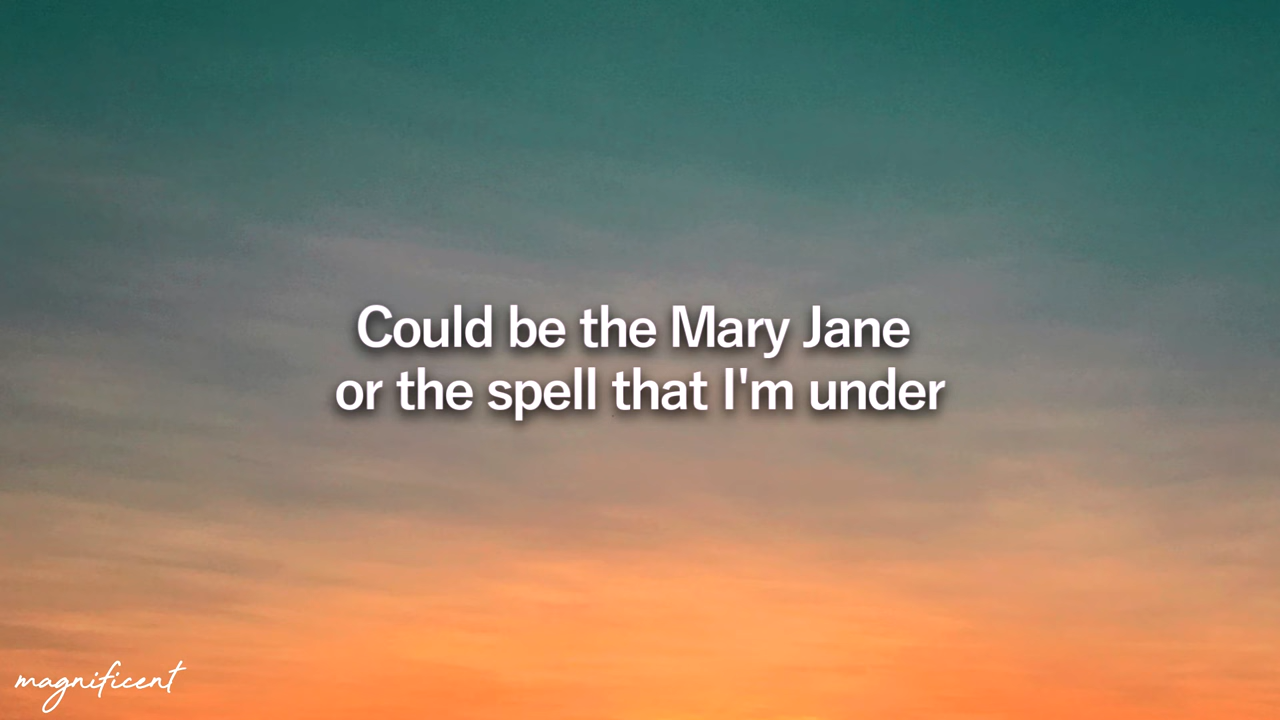 Could be the Mary Jane
or the spell that I'm under
magnificent